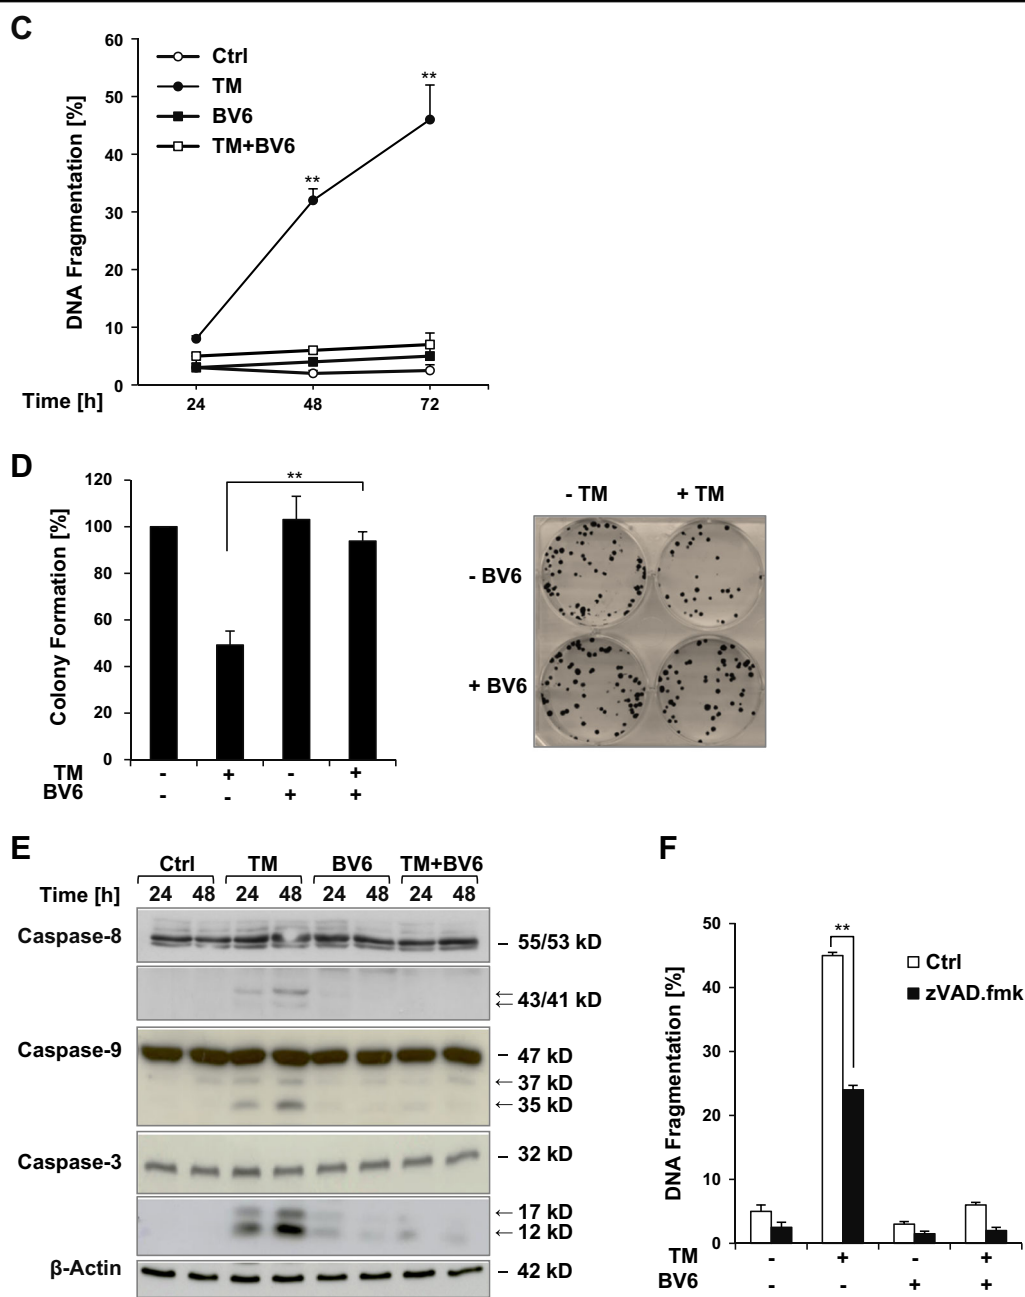 C
60
50
40
30
20
10
0
DNA Fragmentation [%]
Ctrl
TM
BV6
TM+BV6
**
**
Time [h] 24 48 72
D
120
100
80
60
40
20
0
Colony Formation [%]
**
TM - + - +
BV6 - - + +
- TM + TM
- BV6
+ BV6
E
Ctrl TM BV6 TM+BV6
Time [h] 24 48 24 48 24 48 24 48
Caspase-8
– 55/53 kD
← ← 43/41 kD
Caspase-9
– 47 kD
← 37 kD
← 35 kD
Caspase-3
– 32 kD
← 17 kD
← 12 kD
β-Actin
– 42 kD
F
50
40
30
20
10
0
DNA Fragmentation [%]
**
Ctrl
zVAD.fmk
TM - + - +
BV6 - - + +